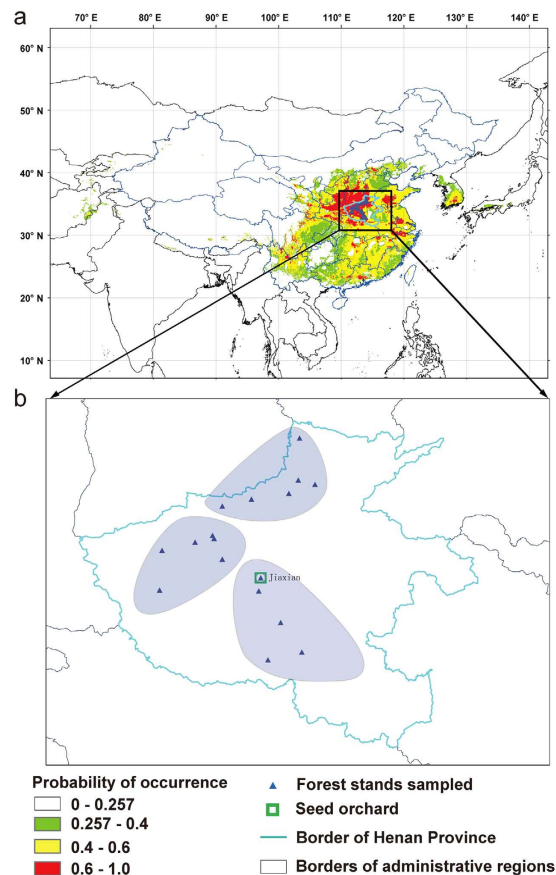 a
70° E 80° E 90° E 100° E 110° E 120° E 130° E 140° E
60° N
50° N
40° N
30° N
20° N
10° N
b
Jiaxian
Probability of occurrence
0 - 0.257
0.257 - 0.4
0.4 - 0.6
0.6 - 1.0
Forest stands sampled
Seed orchard
Border of Henan Province
Borders of administrative regions